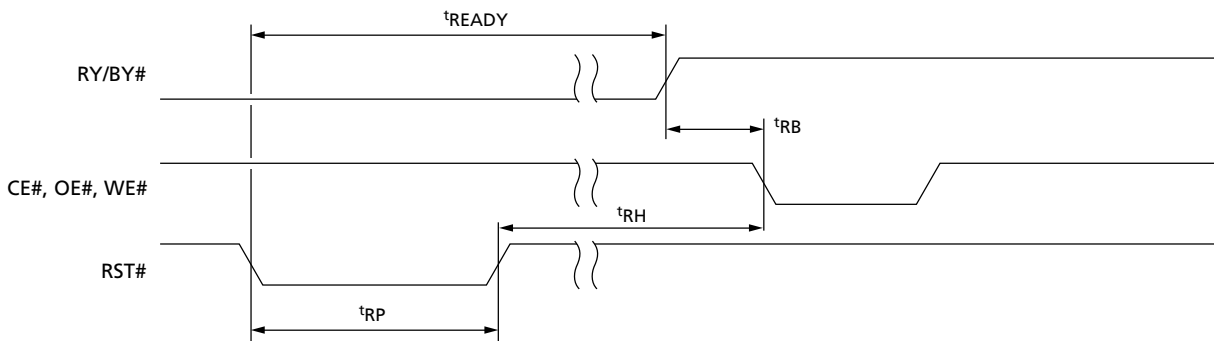 tREADY
RY/BY#
tRB
CE#, OE#, WE#
tRH
RST#
tRP